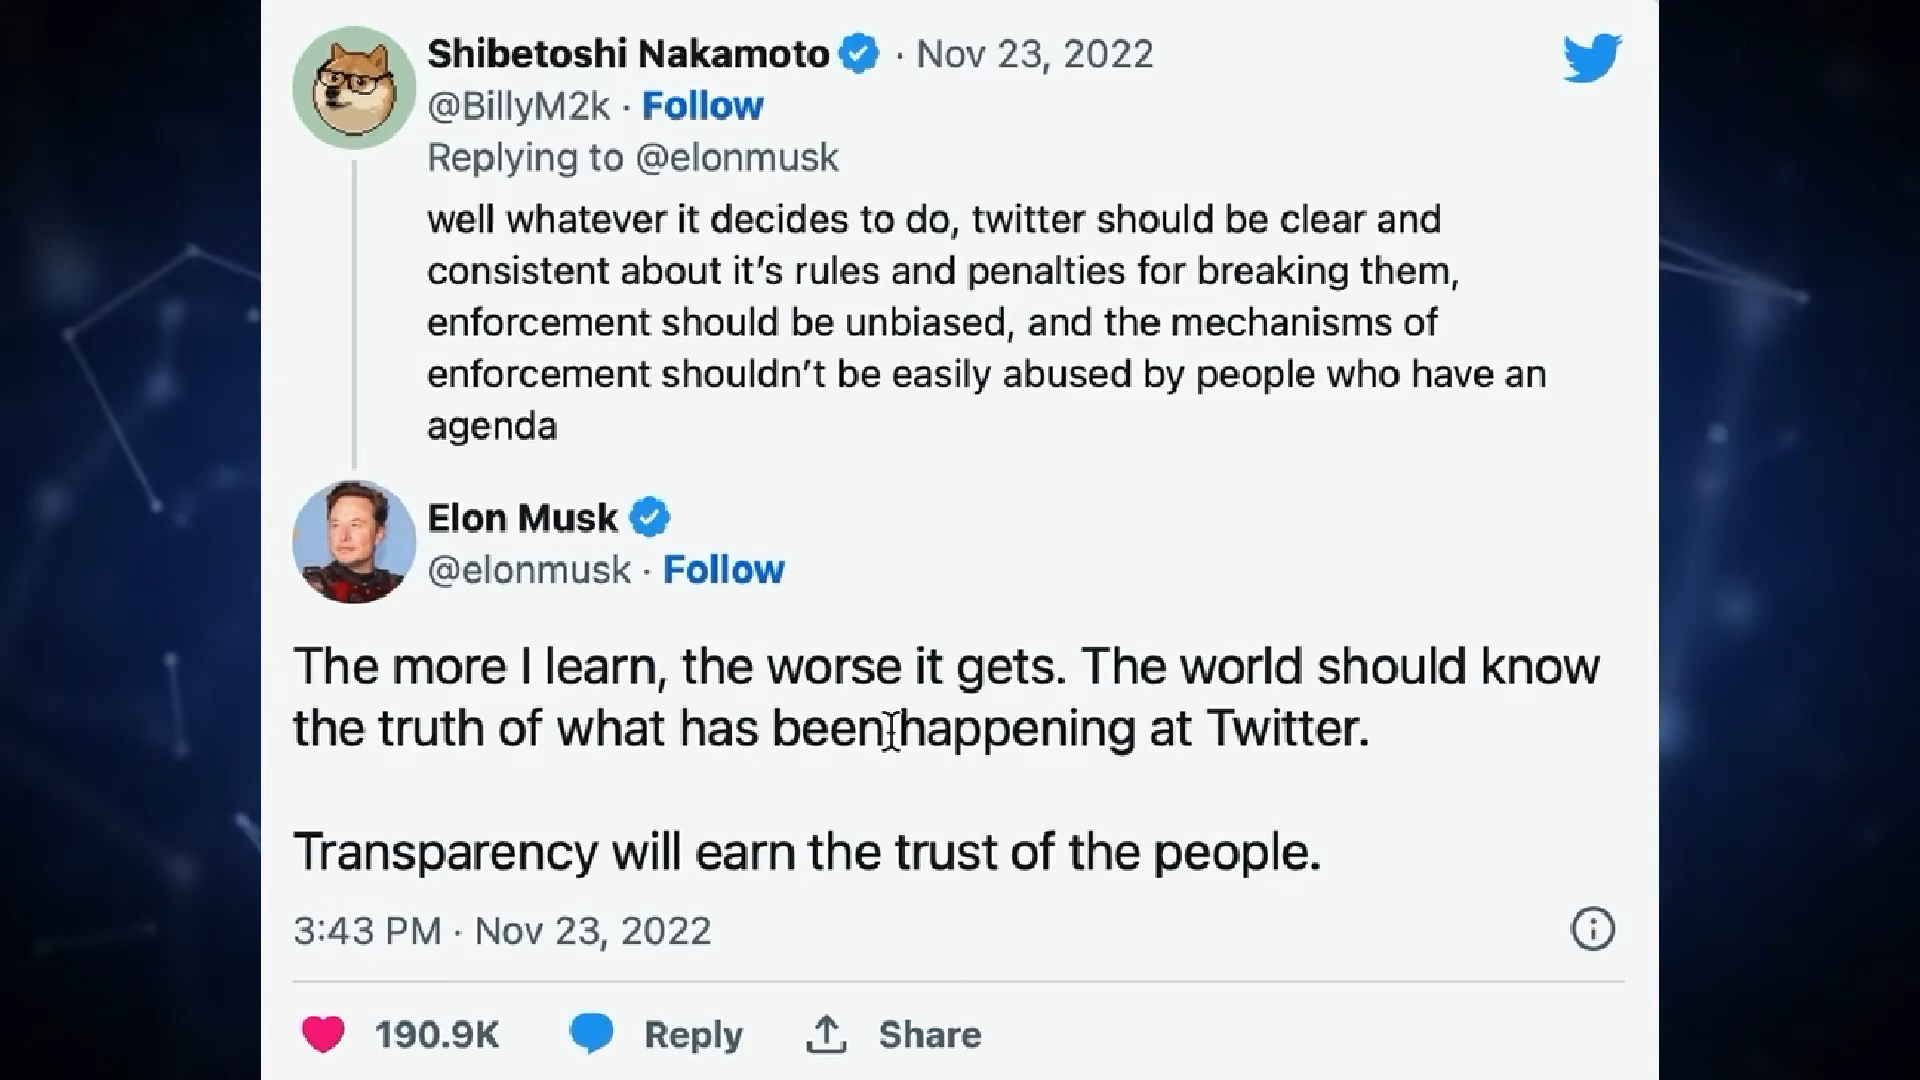 Shibetoshi Nakamoto · Nov 23, 2022
@BillyM2k · Follow
Replying to @elonmusk
well whatever it decides to do, twitter should be clear and
consistent about it’s rules and penalties for breaking them,
enforcement should be unbiased, and the mechanisms of
enforcement shouldn’t be easily abused by people who have an
agenda
Elon Musk
@elonmusk · Follow
The more I learn, the worse it gets. The world should know
the truth of what has been happening at Twitter.
Transparency will earn the trust of the people.
3:43 PM · Nov 23, 2022
190.9K Reply Share